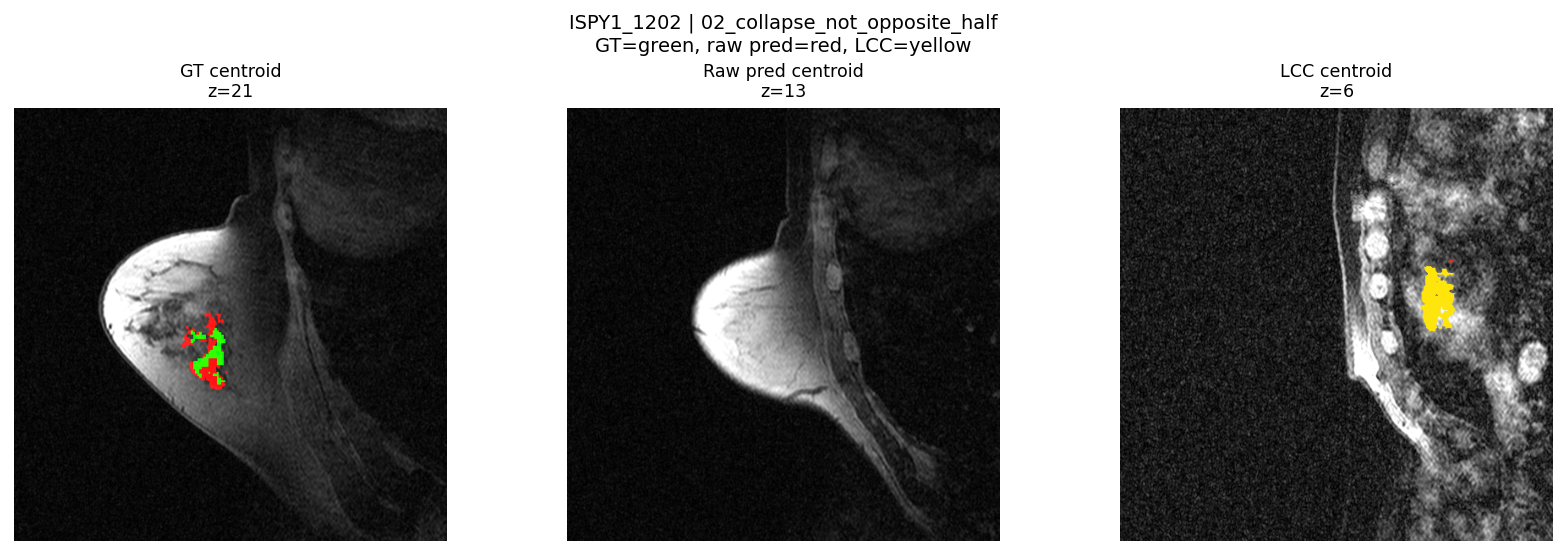 ISPY1_1202 | 02_collapse_not_opposite_half
GT=green, raw pred=red, LCC=yellow
GT centroid
z=21
Raw pred centroid
z=13
LCC centroid
z=6